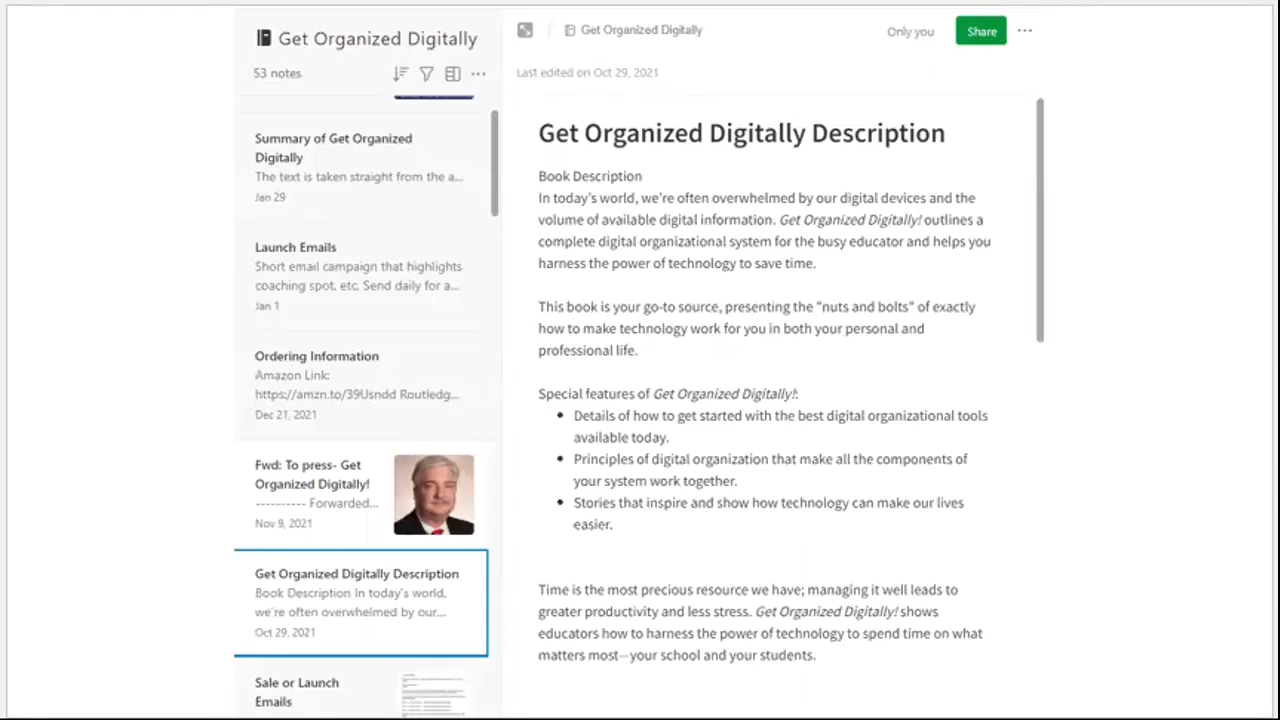 Get Organized Digitally
53 notes
Summary of Get Organized
Digitally
The text is taken straight from the a...
Jan 29
Launch Emails
Short email campaign that highlights
coaching spot, etc. Send daily for a...
Jan 1
Ordering Information
Amazon Link:
https://amzn.to/39Usndd Routledg...
Dec 21, 2021
Fwd: To press- Get
Organized Digitally!
---------- Forwarded...
Nov 9, 2021
Get Organized Digitally Description
Book Description In today's world,
we're often overwhelmed by our...
Oct 29, 2021
Sale or Launch
Emails
Get Organized Digitally
Only you
Share
Last edited on Oct 29, 2021
Get Organized Digitally Description
Book Description
In today's world, we're often overwhelmed by our digital devices and the
volume of available digital information. Get Organized Digitally! outlines a
complete digital organizational system for the busy educator and helps you
harness the power of technology to save time.
This book is your go-to source, presenting the "nuts and bolts" of exactly
how to make technology work for you in both your personal and
professional life.
Special features of Get Organized Digitally!:
• Details of how to get started with the best digital organizational tools
available today.
• Principles of digital organization that make all the components of
your system work together.
• Stories that inspire and show how technology can make our lives
easier.
Time is the most precious resource we have; managing it well leads to
greater productivity and less stress. Get Organized Digitally! shows
educators how to harness the power of technology to spend time on what
matters most—your school and your students.